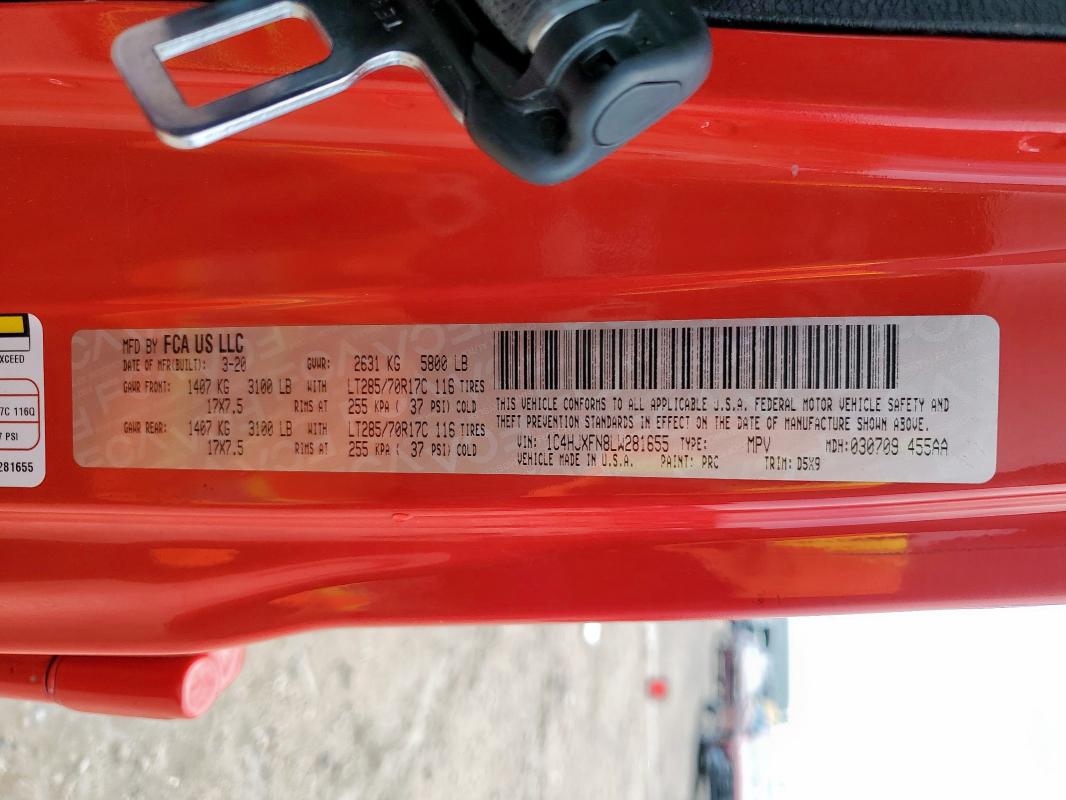 TE
XCEED
7C 116Q
7 PSI
281655
MFD BY FCA US LLC
DATE OF MFR(BUILT): 3-20 GVWR: 2631 KG 5800 LB
GAWR FRONT: 1407 KG 3100 LB WITH LT285/70R17C 116 TIRES
17X7.5 RIMS AT 255 KPA ( 37 PSI) COLD
GAWR REAR: 1407 KG 3100 LB WITH LT285/70R17C 116 TIRES
17X7.5 RIMS AT 255 KPA ( 37 PSI) COLD
THIS VEHICLE CONFORMS TO ALL APPLICABLE U.S.A. FEDERAL MOTOR VEHICLE SAFETY AND
THEFT PREVENTION STANDARDS IN EFFECT ON THE DATE OF MANUFACTURE SHOWN ABOVE.
VIN: 1C4HJXFN8LW281655 TYPE: MPV MDH:030709 455AA
VEHICLE MADE IN U.S.A. PAINT: PRC TRIM: D5X9